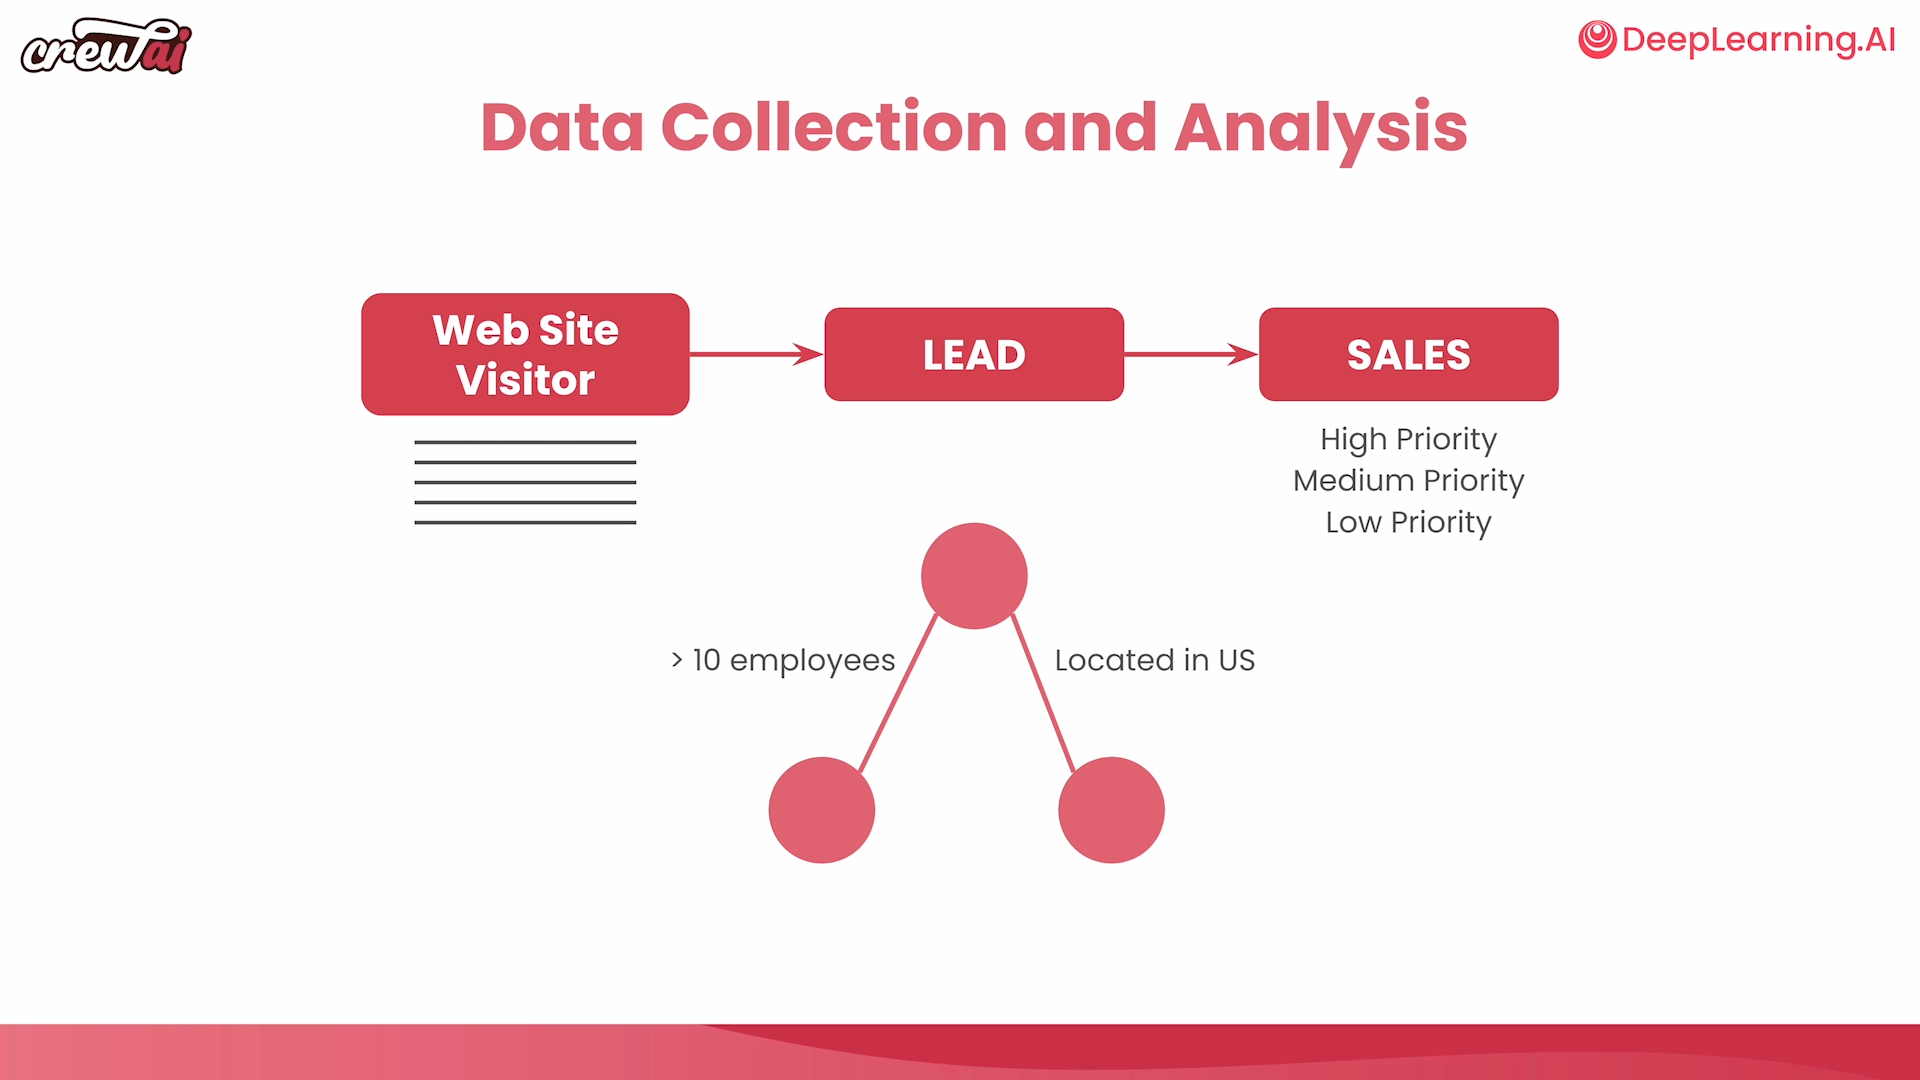 crewai
DeepLearning.AI
Data Collection and Analysis
Web Site
Visitor
LEAD
SALES
High Priority
Medium Priority
Low Priority
> 10 employees
Located in US